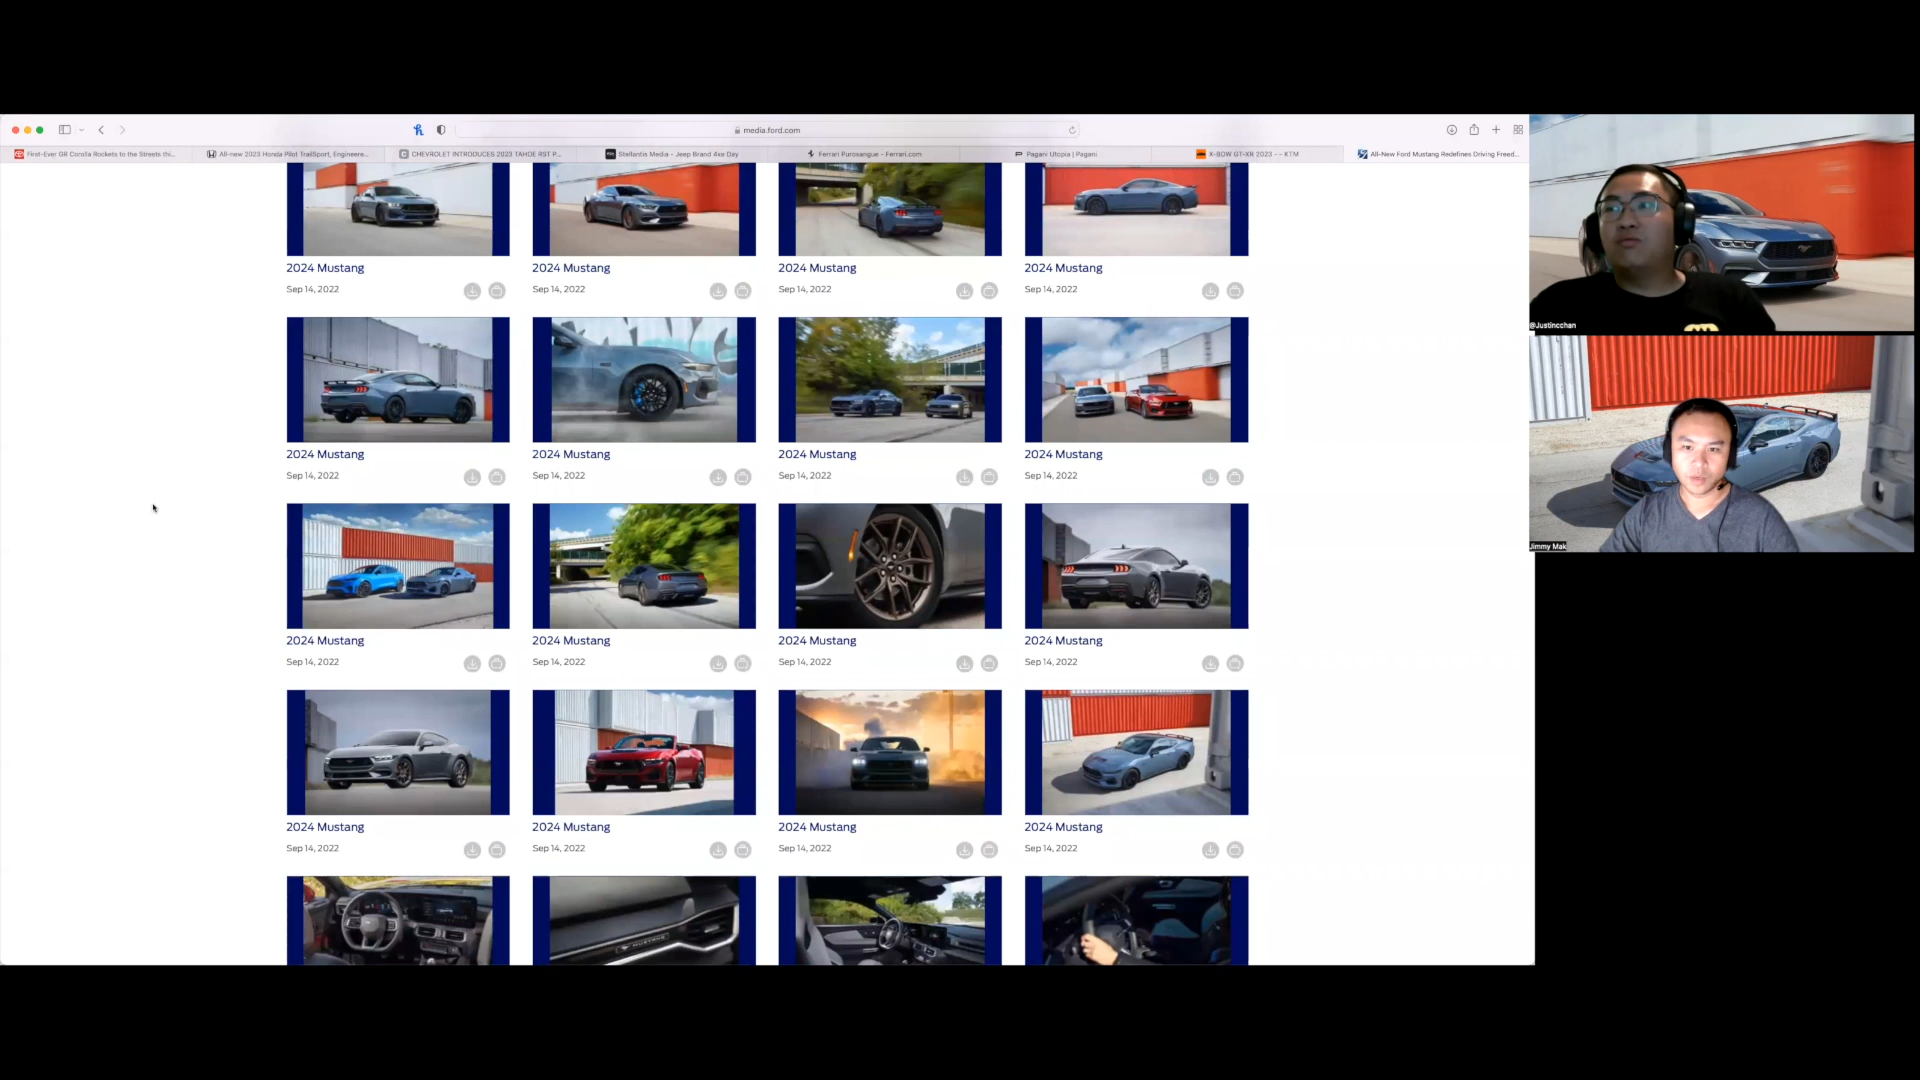 media.ford.com
First-Ever GR Corolla Rockets to the Streets thi...
All-new 2023 Honda Pilot TrailSport, Engineere...
CHEVROLET INTRODUCES 2023 TAHOE RST P...
Stellantis Media - Jeep Brand 4xe Day
Ferrari Purosangue - Ferrari.com
Pagani Utopia | Pagani
X-BOW GT-XR 2023 - – KTM
All-New Ford Mustang Redefines Driving Freed...
2024 Mustang
2024 Mustang
2024 Mustang
2024 Mustang
Sep 14, 2022
Sep 14, 2022
Sep 14, 2022
Sep 14, 2022
@Justincchan
2024 Mustang
2024 Mustang
2024 Mustang
2024 Mustang
Sep 14, 2022
Sep 14, 2022
Sep 14, 2022
Sep 14, 2022
Jimmy Mak
2024 Mustang
2024 Mustang
2024 Mustang
2024 Mustang
Sep 14, 2022
Sep 14, 2022
Sep 14, 2022
Sep 14, 2022
2024 Mustang
2024 Mustang
2024 Mustang
2024 Mustang
Sep 14, 2022
Sep 14, 2022
Sep 14, 2022
Sep 14, 2022
MUSTANG